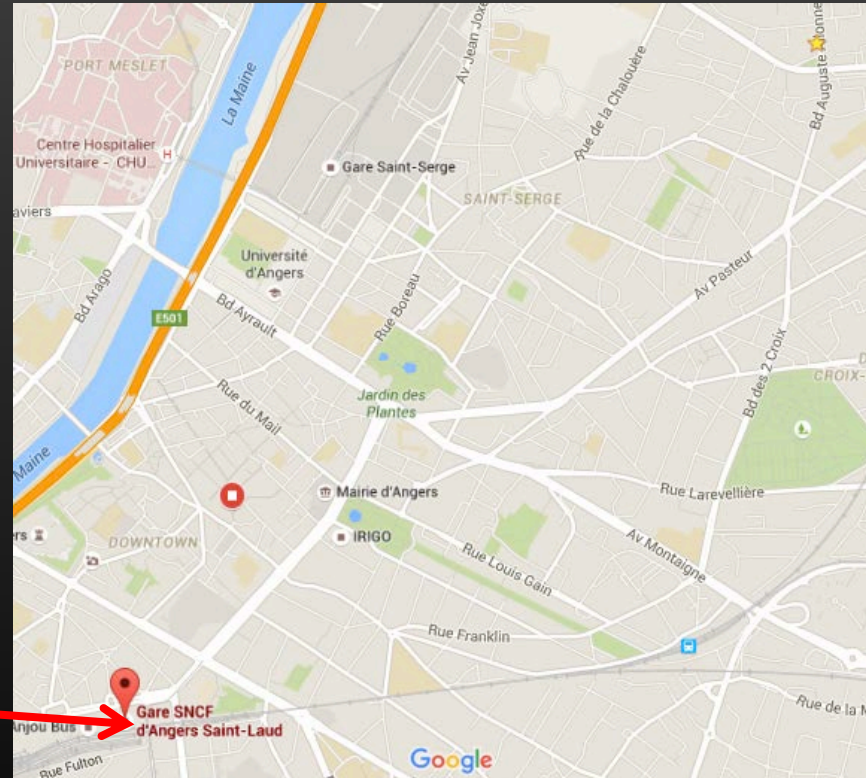 PORT MESLET
La Maine
Av Jean Joxe
Bd Auguste
Rue de la Chalouère
Centre Hospitalier
Universitaire - CHU...
H
Gare Saint-Serge
SAINT-SERGE
aviers
Université
d'Angers
Av Pasteur
Bd Arago
Rue Boreau
E501
Bd Ayrault
Bd des 2 Croix
CROIX-
Rue du Mail
Jardin des
Plantes
Maine
Mairie d'Angers
Rue Larevellière
ers
IRIGO
DOWNTOWN
Av Montaigne
Rue Louis Gain
Rue Franklin
Gare SNCF
d'Angers Saint-Laud
Anjou Bus
Rue de la M
Rue Fulton
Google